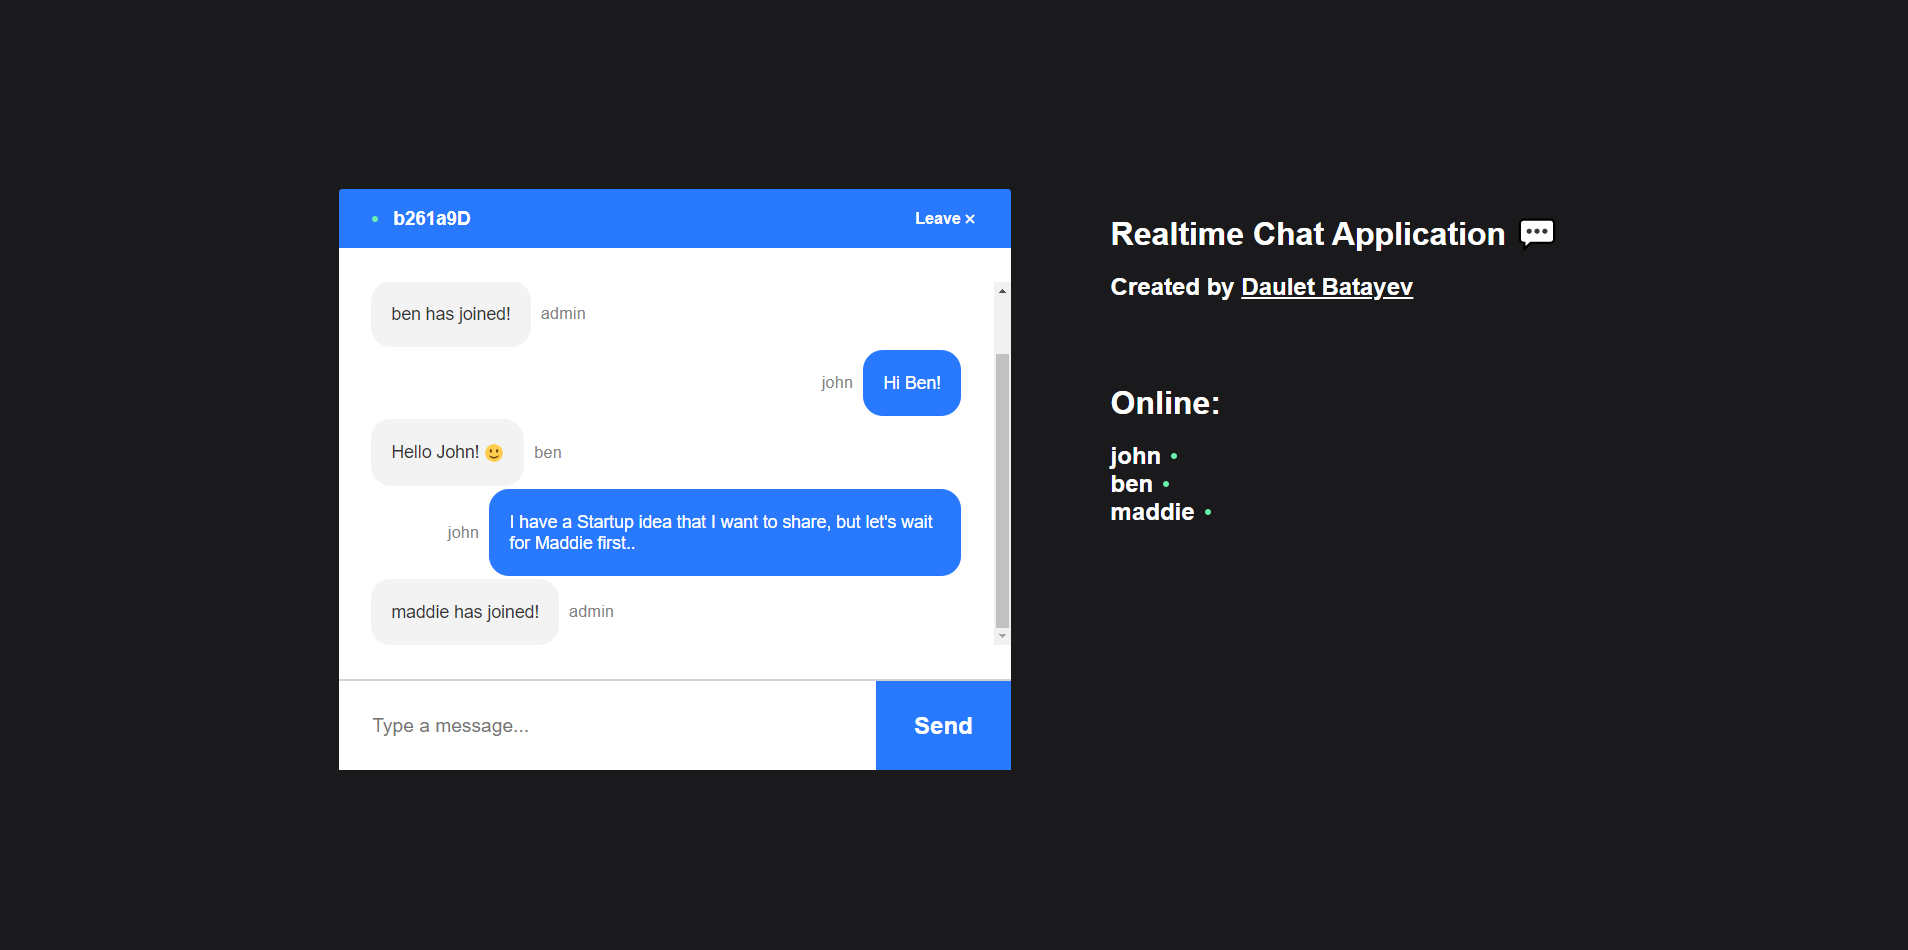 b261a9D
Leave ×
ben has joined! admin
john Hi Ben!
Hello John! 🙂 ben
john I have a Startup idea that I want to share, but let's wait
for Maddie first..
maddie has joined! admin
Type a message...
Send
Realtime Chat Application 💬
Created by Daulet Batayev
Online:
john
ben
maddie